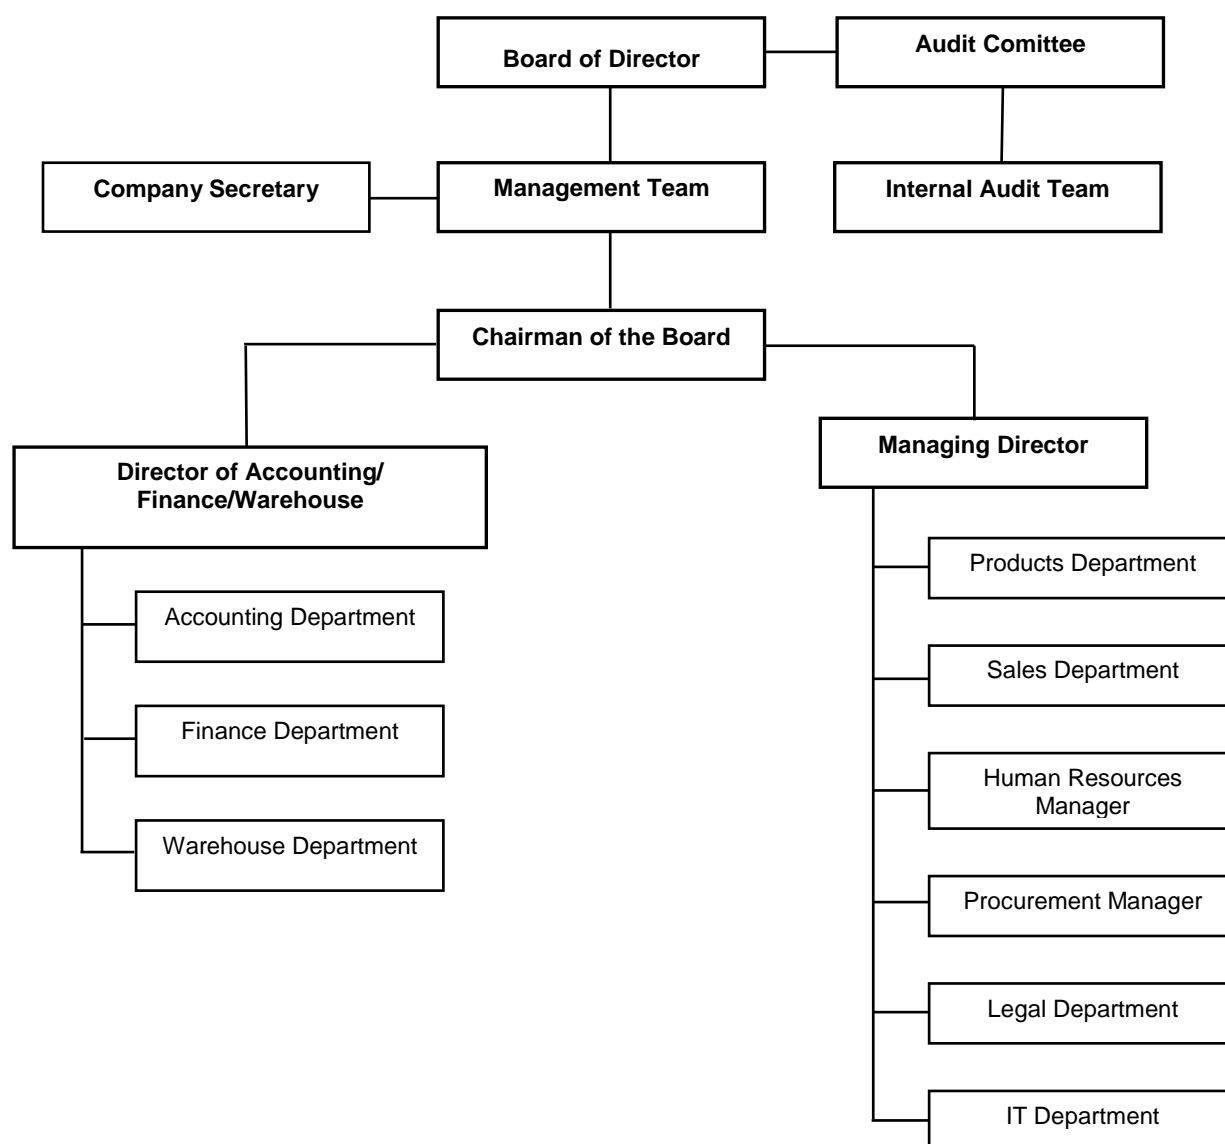 Board of Director
Audit Comittee
Company Secretary
Management Team
Internal Audit Team
Chairman of the Board
Director of Accounting/
Finance/Warehouse
Managing Director
Accounting Department
Finance Department
Warehouse Department
Products Department
Sales Department
Human Resources
Manager
Procurement Manager
Legal Department
IT Department